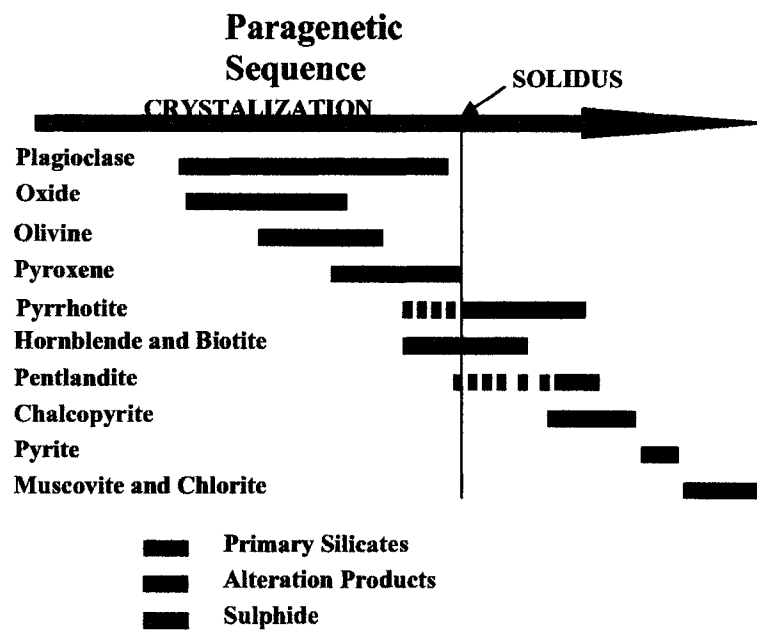 Paragenetic
Sequence
SOLIDUS
CRYSTALIZATION
Plagioclase
Oxide
Olivine
Pyroxene
Pyrrhotite
Hornblende and Biotite
Pentlandite
Chalcopyrite
Pyrite
Muscovite and Chlorite
Primary Silicates
Alteration Products
Sulphide